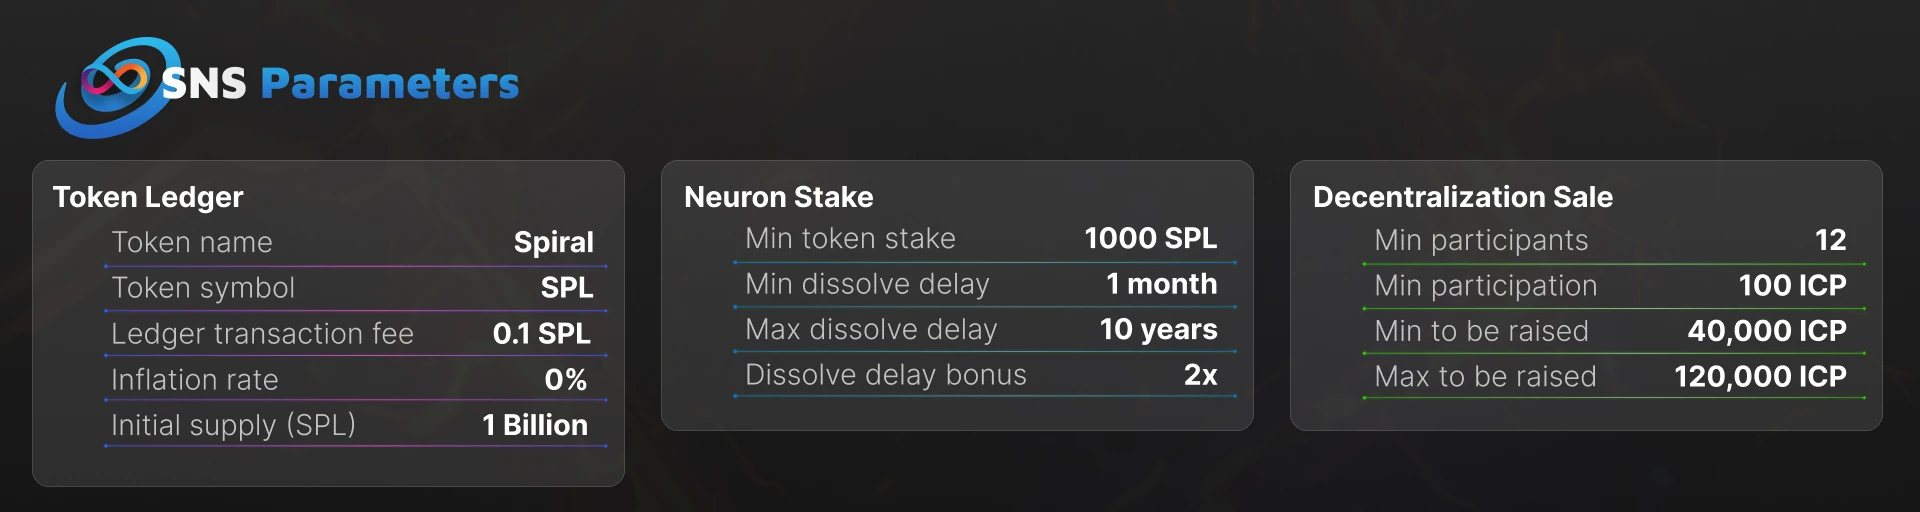 SNS Parameters
Token Ledger
Token name Spiral
Token symbol SPL
Ledger transaction fee 0.1 SPL
Inflation rate 0%
Initial supply (SPL) 1 Billion
Neuron Stake
Min token stake 1000 SPL
Min dissolve delay 1 month
Max dissolve delay 10 years
Dissolve delay bonus 2x
Decentralization Sale
Min participants 12
Min participation 100 ICP
Min to be raised 40,000 ICP
Max to be raised 120,000 ICP